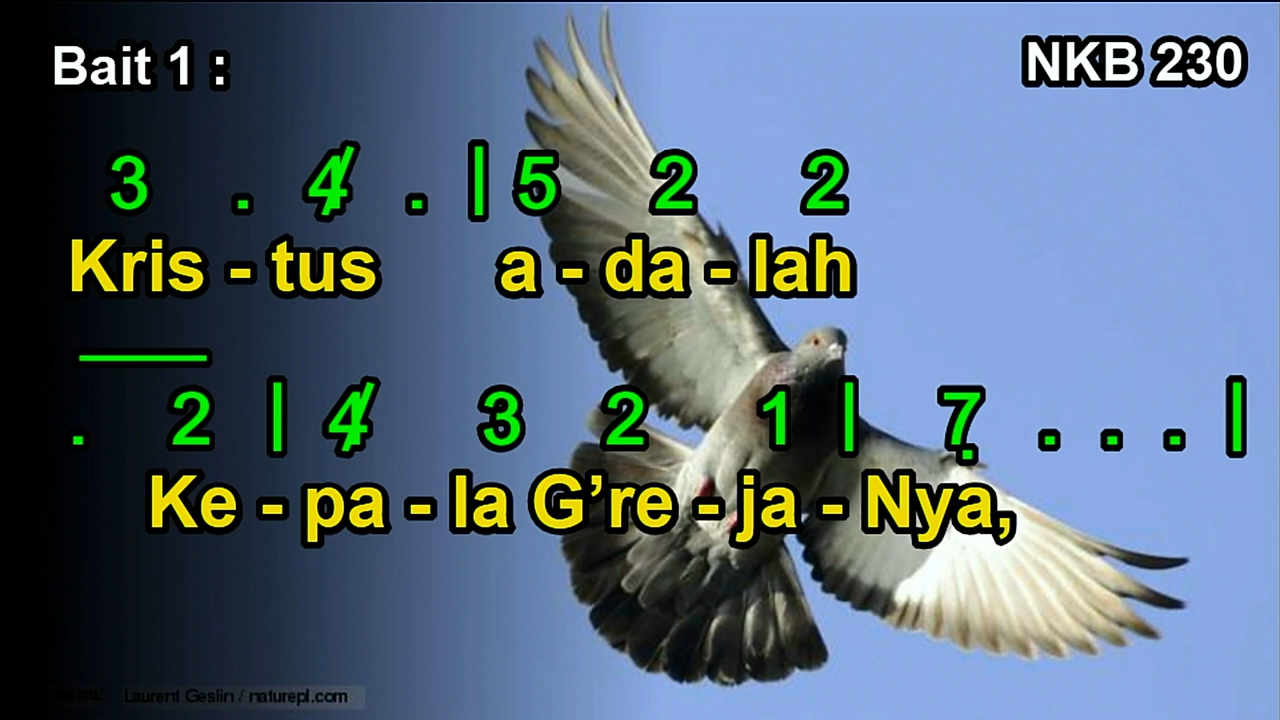 Bait 1 :
NKB 230
3 . 4̸ . | 5 2 2
Kris - tus a - da - lah
. 2 | 4̸ 3 2 1 | 7̣ . . . |
Ke - pa - la G’re - ja - Nya,
Laurent Geslin / naturepl.com